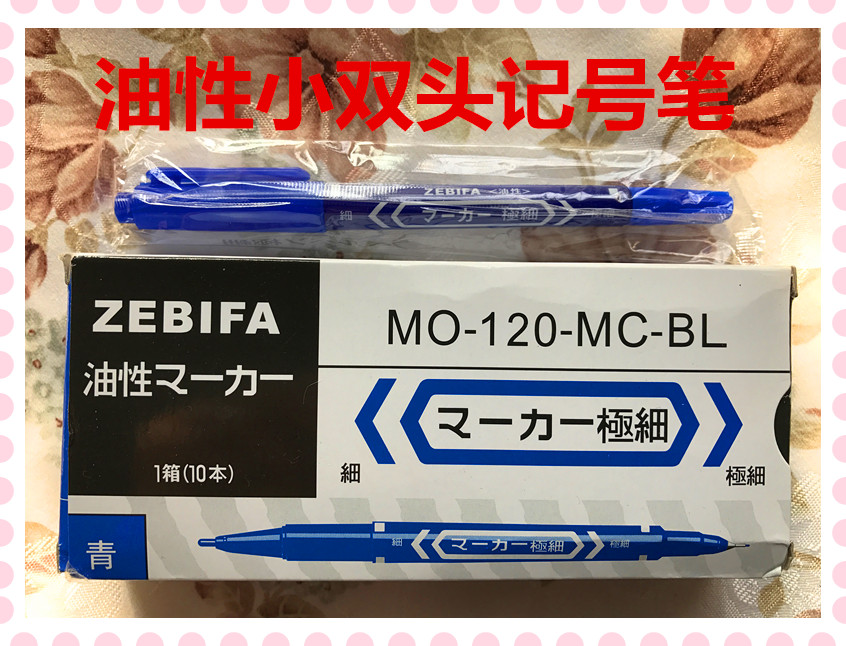 油性小双头记号笔
ZEBIFA <油性>
細 マーカー 極細 極細
ZEBIFA
MO-120-MC-BL
油性マーカー
マーカー極細
1箱(10本)
細
極細
青
細 マーカー極細 極細